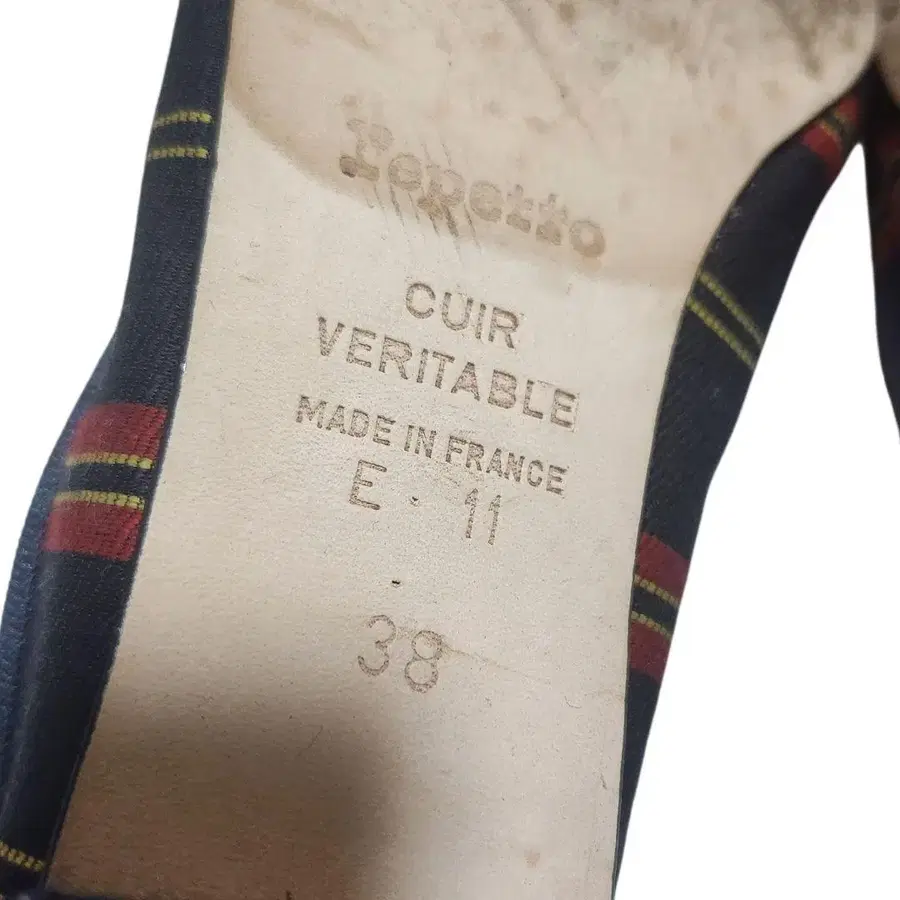 repetto
CUIR
VERITABLE
MADE IN FRANCE
E 11
38